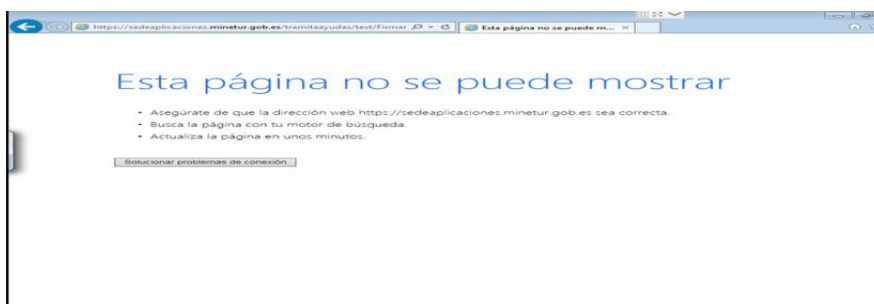 https://sedeaplicaciones.minetur.gob.es/tramitaayudas/test/Firmar
Esta página no se puede m...
Esta página no se puede mostrar
• Asegúrate de que la dirección web https://sedeaplicaciones.minetur.gob.es sea correcta.
• Busca la página con tu motor de búsqueda.
• Actualiza la página en unos minutos.
Solucionar problemas de conexión